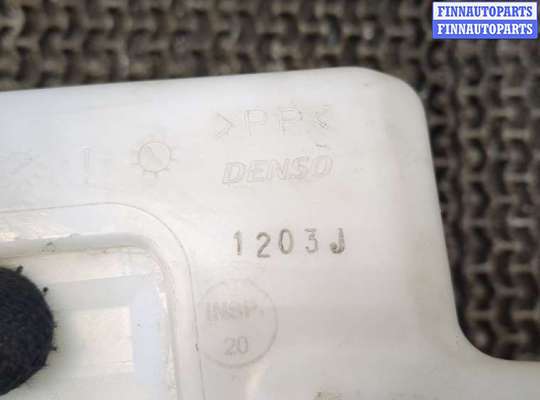 FINNAUTOPARTS
FINNAUTOPARTS
>PP<
DENSO
1203J
INSP.
20